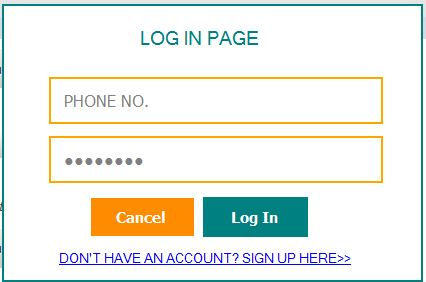 LOG IN PAGE
PHONE NO.
●●●●●●●●
Cancel Log In
DON'T HAVE AN ACCOUNT? SIGN UP HERE>>